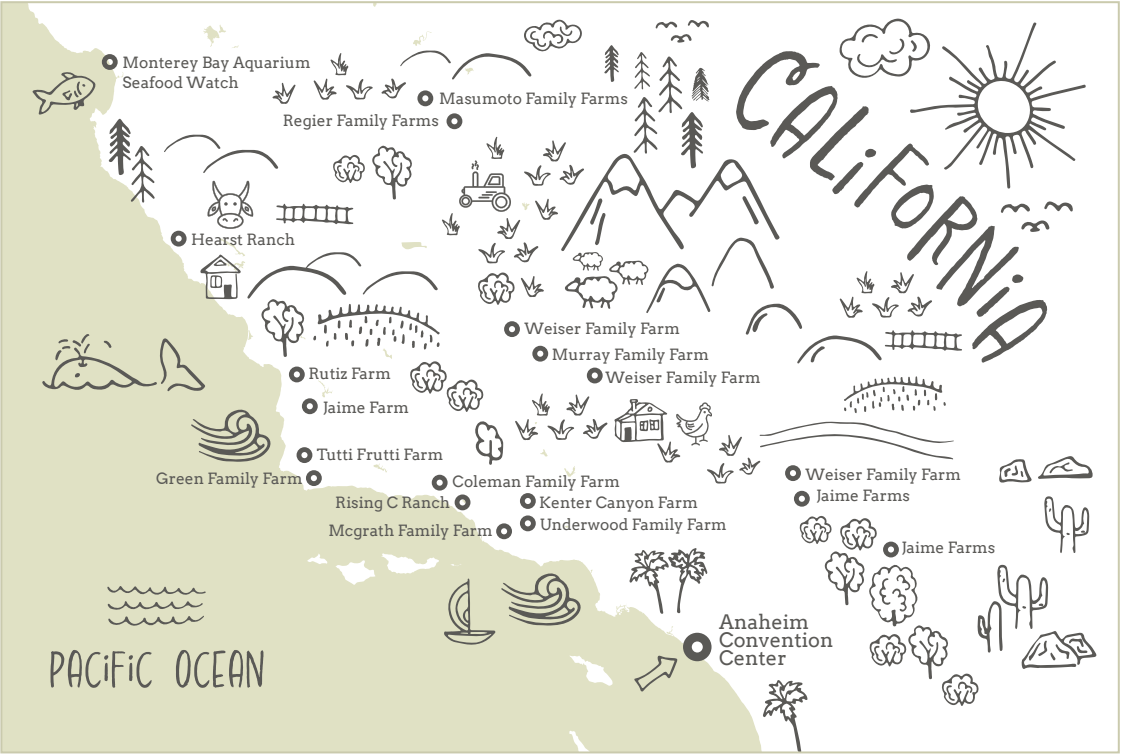 Monterey Bay Aquarium
Seafood Watch
Masumoto Family Farms
Regier Family Farms
CALiFORNiA
Hearst Ranch
Weiser Family Farm
Murray Family Farm
Weiser Family Farm
Rutiz Farm
Jaime Farm
Tutti Frutti Farm
Green Family Farm
Coleman Family Farm
Rising C Ranch
Kenter Canyon Farm
Mcgrath Family Farm
Underwood Family Farm
Weiser Family Farm
Jaime Farms
Jaime Farms
Anaheim
Convention
Center
PACiFiC OCEAN